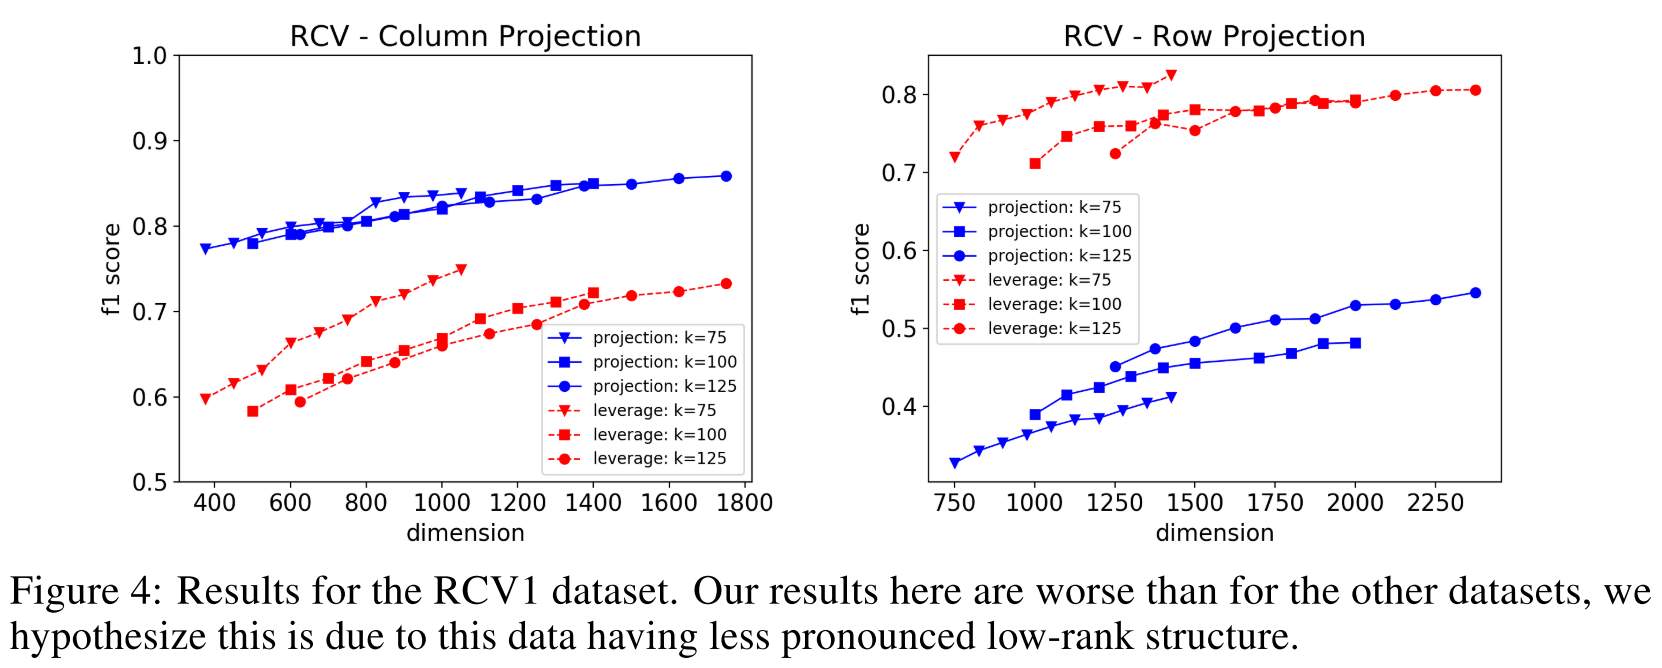 RCV - Column Projection
1.0
0.9
0.8
0.7
0.6
0.5
f1 score
400 600 800 1000 1200 1400 1600 1800
dimension
projection: k=75
projection: k=100
projection: k=125
leverage: k=75
leverage: k=100
leverage: k=125
RCV - Row Projection
0.8
0.7
0.6
0.5
0.4
f1 score
750 1000 1250 1500 1750 2000 2250
dimension
projection: k=75
projection: k=100
projection: k=125
leverage: k=75
leverage: k=100
leverage: k=125
Figure 4: Results for the RCV1 dataset. Our results here are worse than for the other datasets, we
hypothesize this is due to this data having less pronounced low-rank structure.